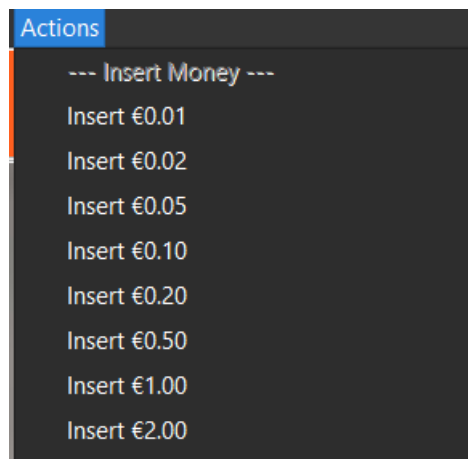 Actions
--- Insert Money ---
Insert €0.01
Insert €0.02
Insert €0.05
Insert €0.10
Insert €0.20
Insert €0.50
Insert €1.00
Insert €2.00